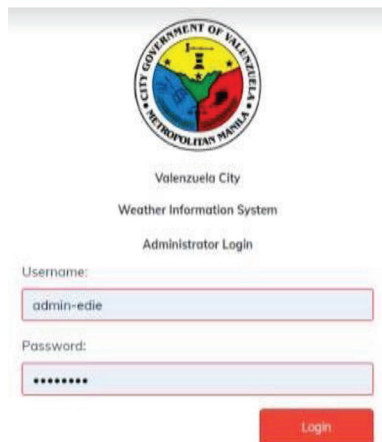 CITY GOVERNMENT OF VALENZUELA
METROPOLITAN MANILA
Valenzuela City
Weather Information System
Administrator Login
Username:
admin-edie
Password:
••••••••
Login